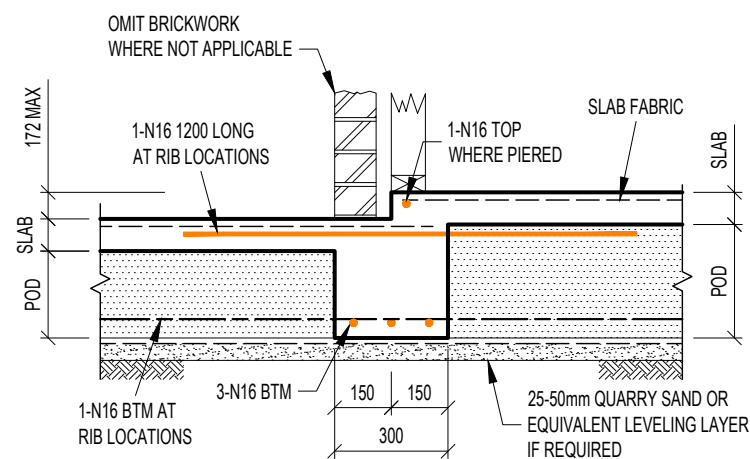 OMIT BRICKWORK
WHERE NOT APPLICABLE
172 MAX
1-N16 1200 LONG
AT RIB LOCATIONS
1-N16 TOP
WHERE PIERED
SLAB FABRIC
SLAB
SLAB
POD
POD
1-N16 BTM AT
RIB LOCATIONS
3-N16 BTM
150
150
300
25-50mm QUARRY SAND OR
EQUIVALENT LEVELING LAYER
IF REQUIRED